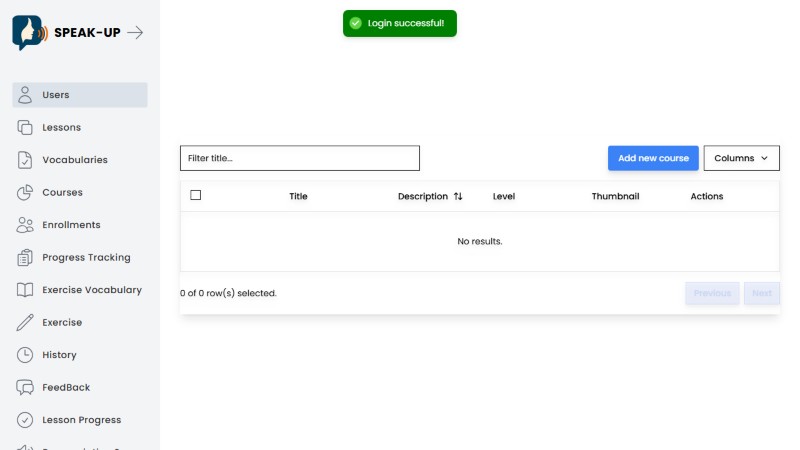 SPEAK-UP
Login successful!
Users
Lessons
Vocabularies
Courses
Enrollments
Progress Tracking
Exercise Vocabulary
Exercise
History
FeedBack
Lesson Progress
Filter title...
Add new course
Columns
Title Description Level Thumbnail Actions
No results.
0 of 0 row(s) selected.
Previous Next